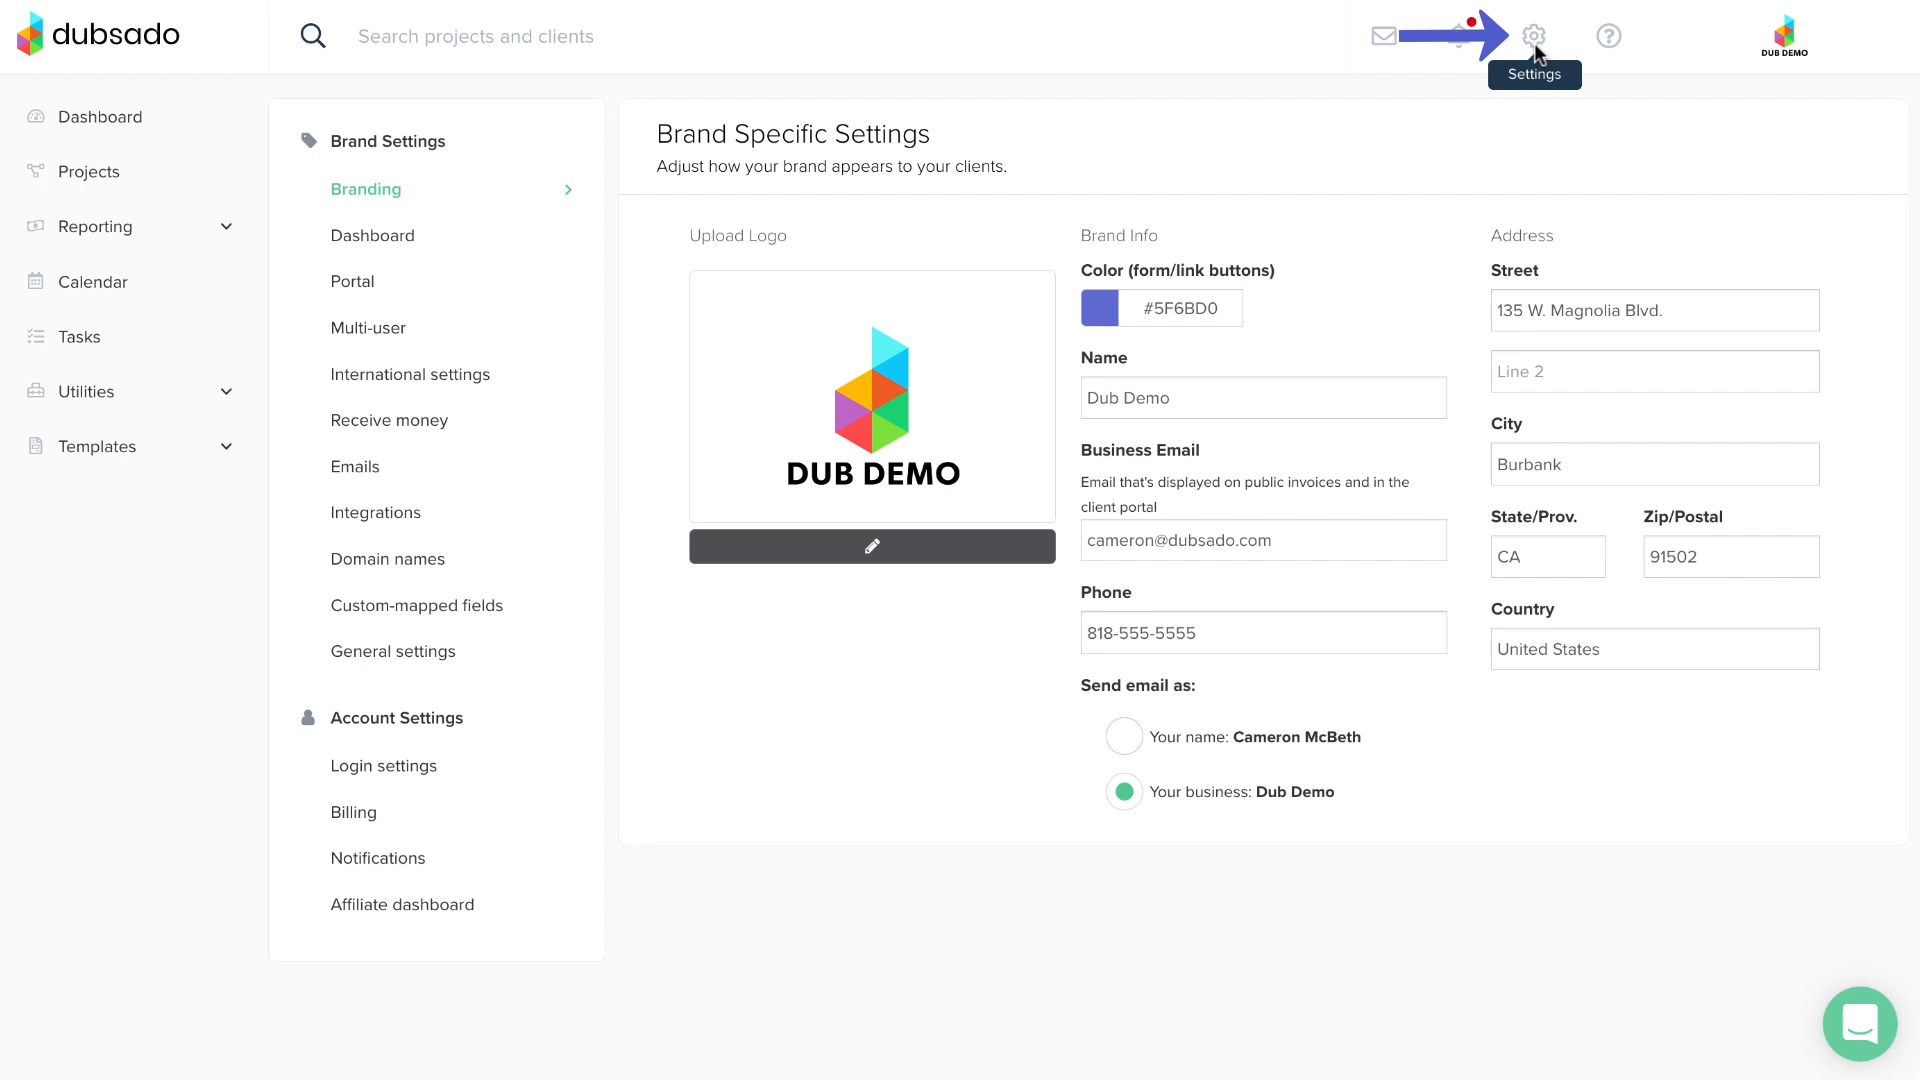 dubsado
Search projects and clients
DUB DEMO
Settings
Dashboard
Projects
Reporting
Calendar
Tasks
Utilities
Templates
Brand Settings
Branding
Dashboard
Portal
Multi-user
International settings
Receive money
Emails
Integrations
Domain names
Custom-mapped fields
General settings
Account Settings
Login settings
Billing
Notifications
Affiliate dashboard
Brand Specific Settings
Adjust how your brand appears to your clients.
Upload Logo
DUB DEMO
Brand Info
Color (form/link buttons)
#5F6BD0
Name
Dub Demo
Business Email
Email that's displayed on public invoices and in the
client portal
cameron@dubsado.com
Phone
818-555-5555
Send email as:
Your name: Cameron McBeth
Your business: Dub Demo
Address
Street
135 W. Magnolia Blvd.
Line 2
City
Burbank
State/Prov. Zip/Postal
CA 91502
Country
United States